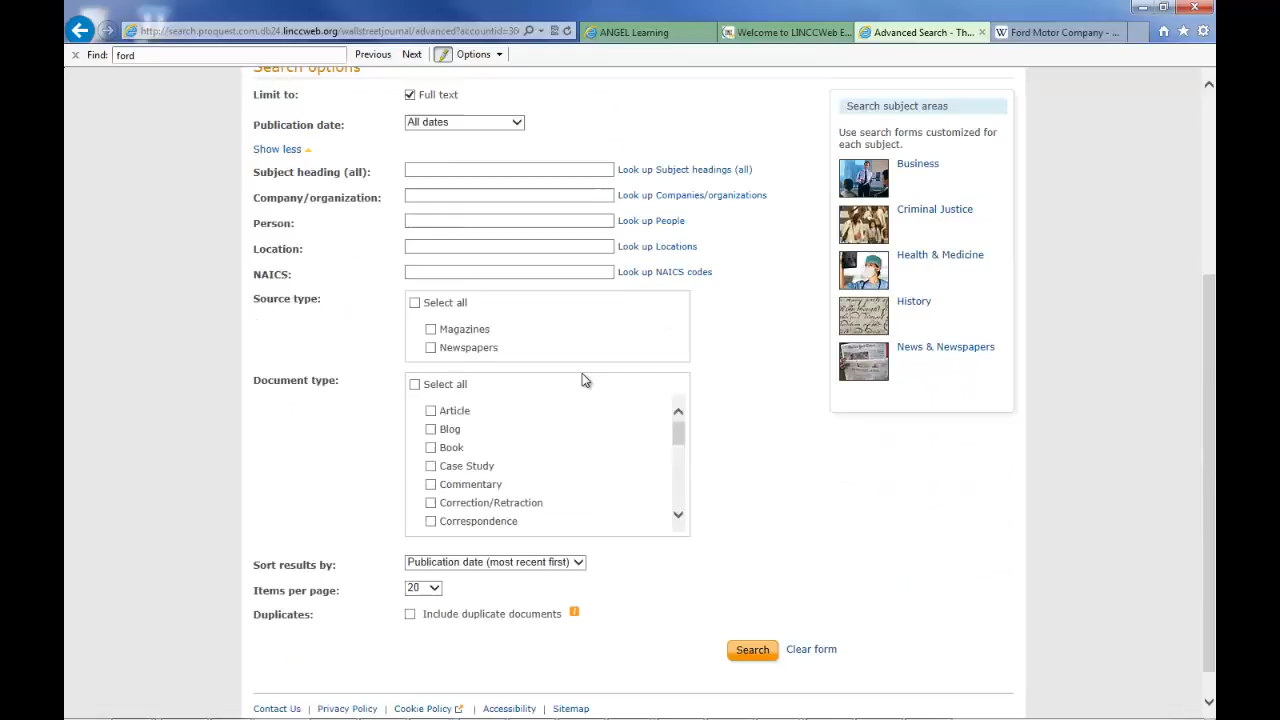 http://search.proquest.com.db24.linccweb.org/wallstreetjournal/advanced?accountid=36
ANGEL Learning
Welcome to LINCCWeb E...
Advanced Search - Th...
Ford Motor Company - ...
Find: ford Previous Next Options
Search options
Limit to: Full text
Publication date: All dates
Show less
Subject heading (all): Look up Subject headings (all)
Company/organization: Look up Companies/organizations
Person: Look up People
Location: Look up Locations
NAICS: Look up NAICS codes
Source type: Select all
Magazines
Newspapers
Document type: Select all
Article
Blog
Book
Case Study
Commentary
Correction/Retraction
Correspondence
Sort results by: Publication date (most recent first)
Items per page: 20
Duplicates: Include duplicate documents
Search Clear form
Search subject areas
Use search forms customized for
each subject.
Business
Criminal Justice
Health & Medicine
History
News & Newspapers
Contact Us | Privacy Policy | Cookie Policy | Accessibility | Sitemap